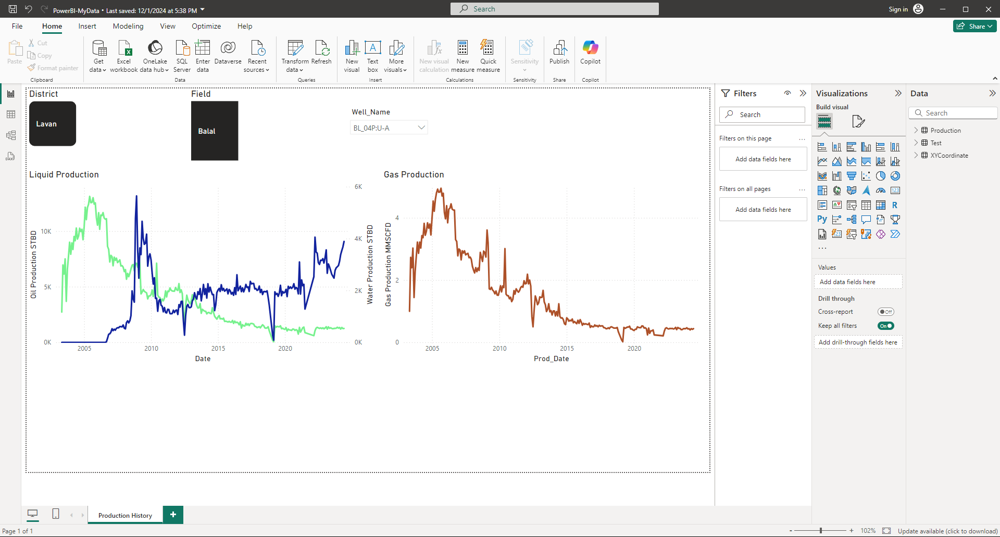 PowerBI-MyData • Last saved: 12/1/2024 at 5:38 PM
Search
Sign in
File
Home
Insert
Modeling
View
Optimize
Help
Share
Paste
Cut
Copy
Format painter
Clipboard
Get data
Excel workbook
OneLake data hub
SQL Server
Enter data
Dataverse
Recent sources
Data
Transform data
Refresh
Queries
New visual
Text box
More visuals
Insert
New visual calculation
New measure
Quick measure
Calculations
Sensitivity
Sensitivity
Publish
Share
Copilot
Copilot
District
Lavan
Field
Balal
Well_Name
BL_04P:U-A
Liquid Production
Oil Production STBD
10K
5K
0K
6K
4K
2K
0K
Water Production STBD
2005
2010
2015
2020
Date
Gas Production
Gas Production MMSCFD
4
2
0
2005
2010
2015
2020
Prod_Date
Filters
Search
Filters on this page
...
Add data fields here
Filters on all pages
...
Add data fields here
Visualizations
Build visual
123
R
Py
123
...
Values
Add data fields here
Drill through
Cross-report
Off
Keep all filters
On
Add drill-through fields here
Data
Search
Production
Test
XYCoordinate
Production History
Page 1 of 1
- + 102%
Update available (click to download)